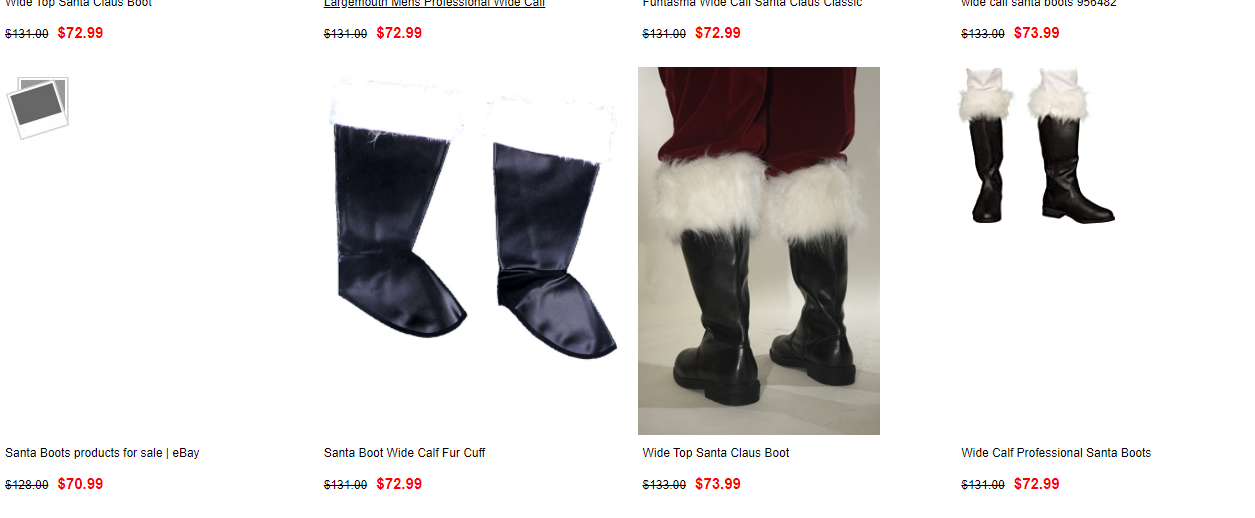 Wide Top Santa Claus Boot
Largemouth Mens Professional Wide Calf
Funtasma Wide Calf Santa Claus Classic
wide calf santa boots 956482
$131.00 $72.99
$131.00 $72.99
$131.00 $72.99
$133.00 $73.99
Santa Boots products for sale | eBay
Santa Boot Wide Calf Fur Cuff
Wide Top Santa Claus Boot
Wide Calf Professional Santa Boots
$128.00 $70.99
$131.00 $72.99
$133.00 $73.99
$131.00 $72.99